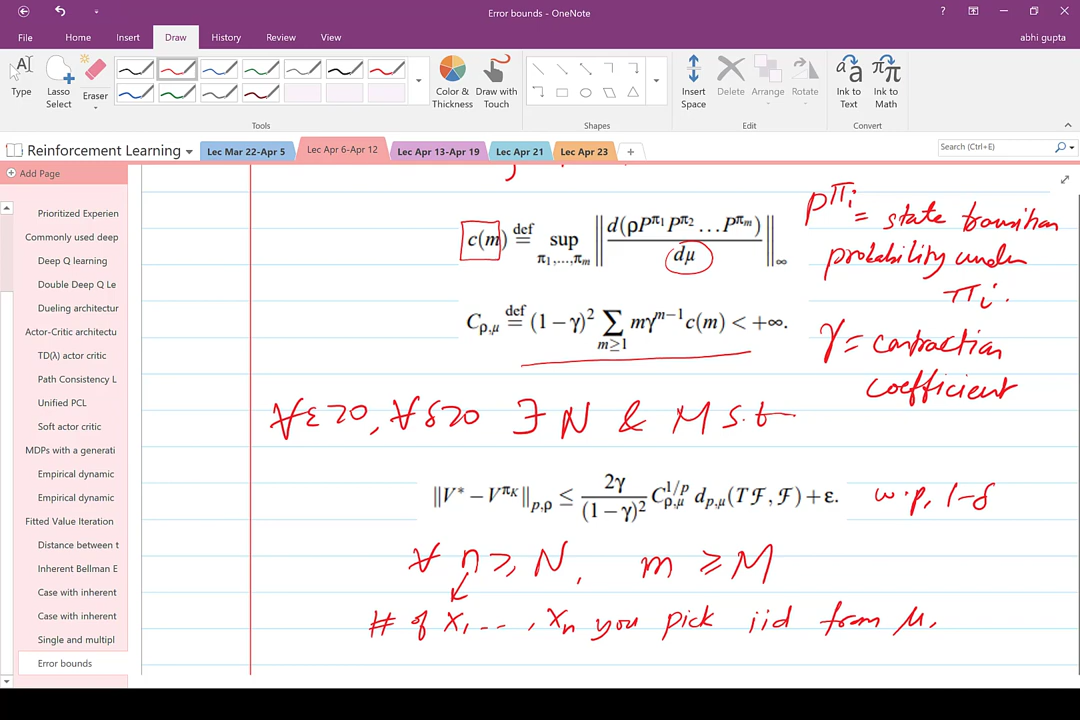 Error bounds - OneNote
?
File
Home
Insert
Draw
History
Review
View
abhi gupta
Type
Lasso Select
Eraser
Color & Thickness
Draw with Touch
Insert Space
Delete
Arrange
Rotate
Ink to Text
Ink to Math
Tools
Shapes
Edit
Convert
Reinforcement Learning
Lec Mar 22-Apr 5
Lec Apr 6-Apr 12
Lec Apr 13-Apr 19
Lec Apr 21
Lec Apr 23
Search (Ctrl+E)
Add Page
Prioritized Experien
Commonly used deep
Deep Q learning
Double Deep Q Le
Dueling architectur
Actor-Critic architectu
TD(λ) actor critic
Path Consistency L
Unified PCL
Soft actor critic
MDPs with a generati
Empirical dynamic
Empirical dynamic
Fitted Value Iteration
Distance between t
Inherent Bellman E
Case with inherent
Case with inherent
Single and multipl
Error bounds
c(m) def= sup_{π₁,...,πₘ} ‖ d(ρP^{π₁}P^{π₂}...P^{πₘ}) / dμ ‖_∞
P^{πᵢ} = state transition
probability under
πᵢ.
C_{ρ,μ} def= (1 − γ)² ∑_{m≥1} mγ^{m−1}c(m) < +∞.
γ = contraction
coefficient
∀ε>0, ∀δ>0 ∃ N & M s.t
‖V* − V^{π_K}‖_{p,ρ} ≤ 2γ/(1 − γ)² C_{ρ,μ}^{1/p} d_{p,μ}(TF, F) + ε. w.p, 1-δ
∀ n ≥ N, m ≥ M
# of X₁ ... , Xₙ you pick iid from μ.